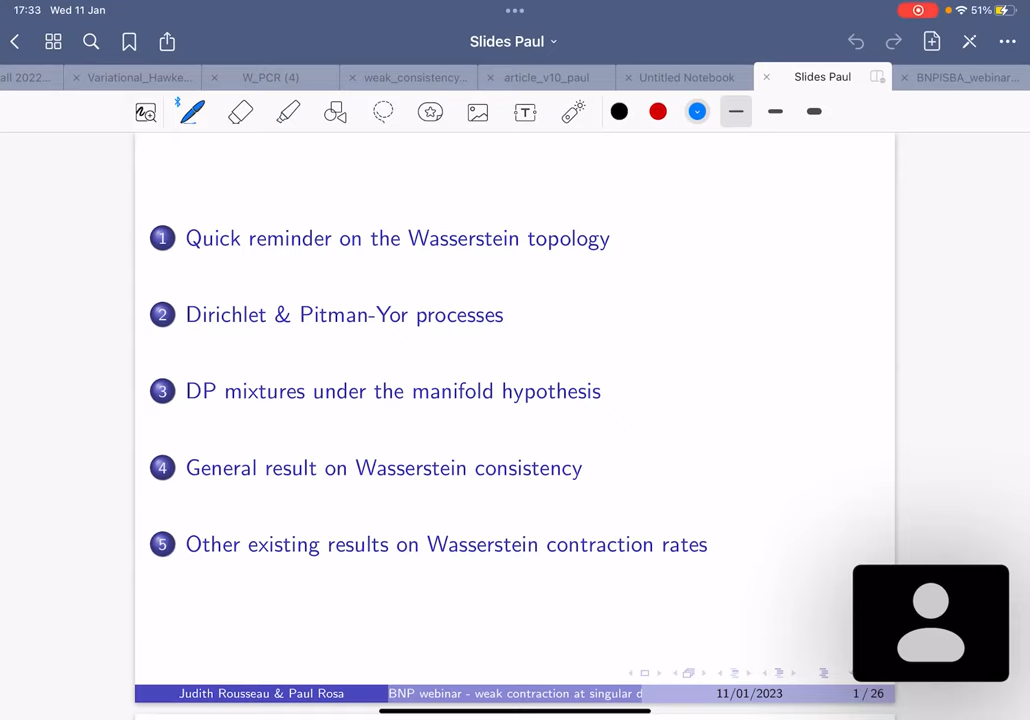 17:33 Wed 11 Jan
51%
Slides Paul
all 2022...
Variational_Hawke...
W_PCR (4)
weak_consistency...
article_v10_paul
Untitled Notebook
Slides Paul
BNPISBA_webinar...
1 Quick reminder on the Wasserstein topology
2 Dirichlet & Pitman-Yor processes
3 DP mixtures under the manifold hypothesis
4 General result on Wasserstein consistency
5 Other existing results on Wasserstein contraction rates
Judith Rousseau & Paul Rosa
BNP webinar - weak contraction at singular d
11/01/2023
1 / 26